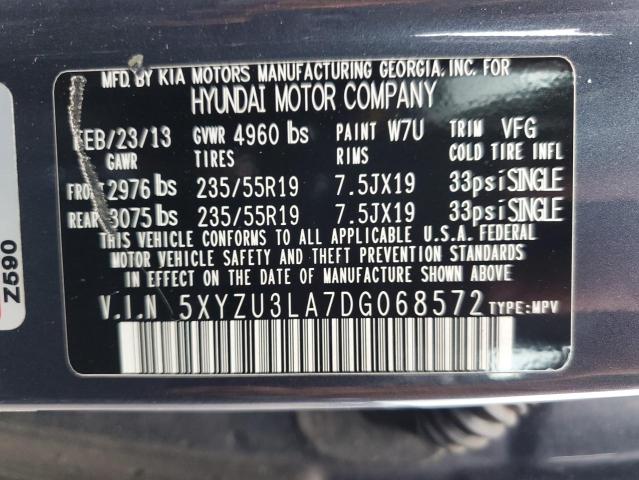 MFD. BY KIA MOTORS MANUFACTURING GEORGIA. INC. FOR
HYUNDAI MOTOR COMPANY
FEB/23/13 GVWR 4960 lbs PAINT W7U TRIM VFG
GAWR TIRES RIMS COLD TIRE INFL
FRONT 2976 lbs 235/55R19 7.5JX19 33psi SINGLE
REAR 3075 lbs 235/55R19 7.5JX19 33psi SINGLE
THIS VEHICLE CONFORMS TO ALL APPLICABLE U.S.A. FEDERAL
MOTOR VEHICLE SAFETY AND THEFT PREVENTION STANDARDS
IN EFFECT ON THE DATE OF MANUFACTURE SHOWN ABOVE.
V.I.N 5XYZU3LA7DG068572 TYPE: MPV
Z590